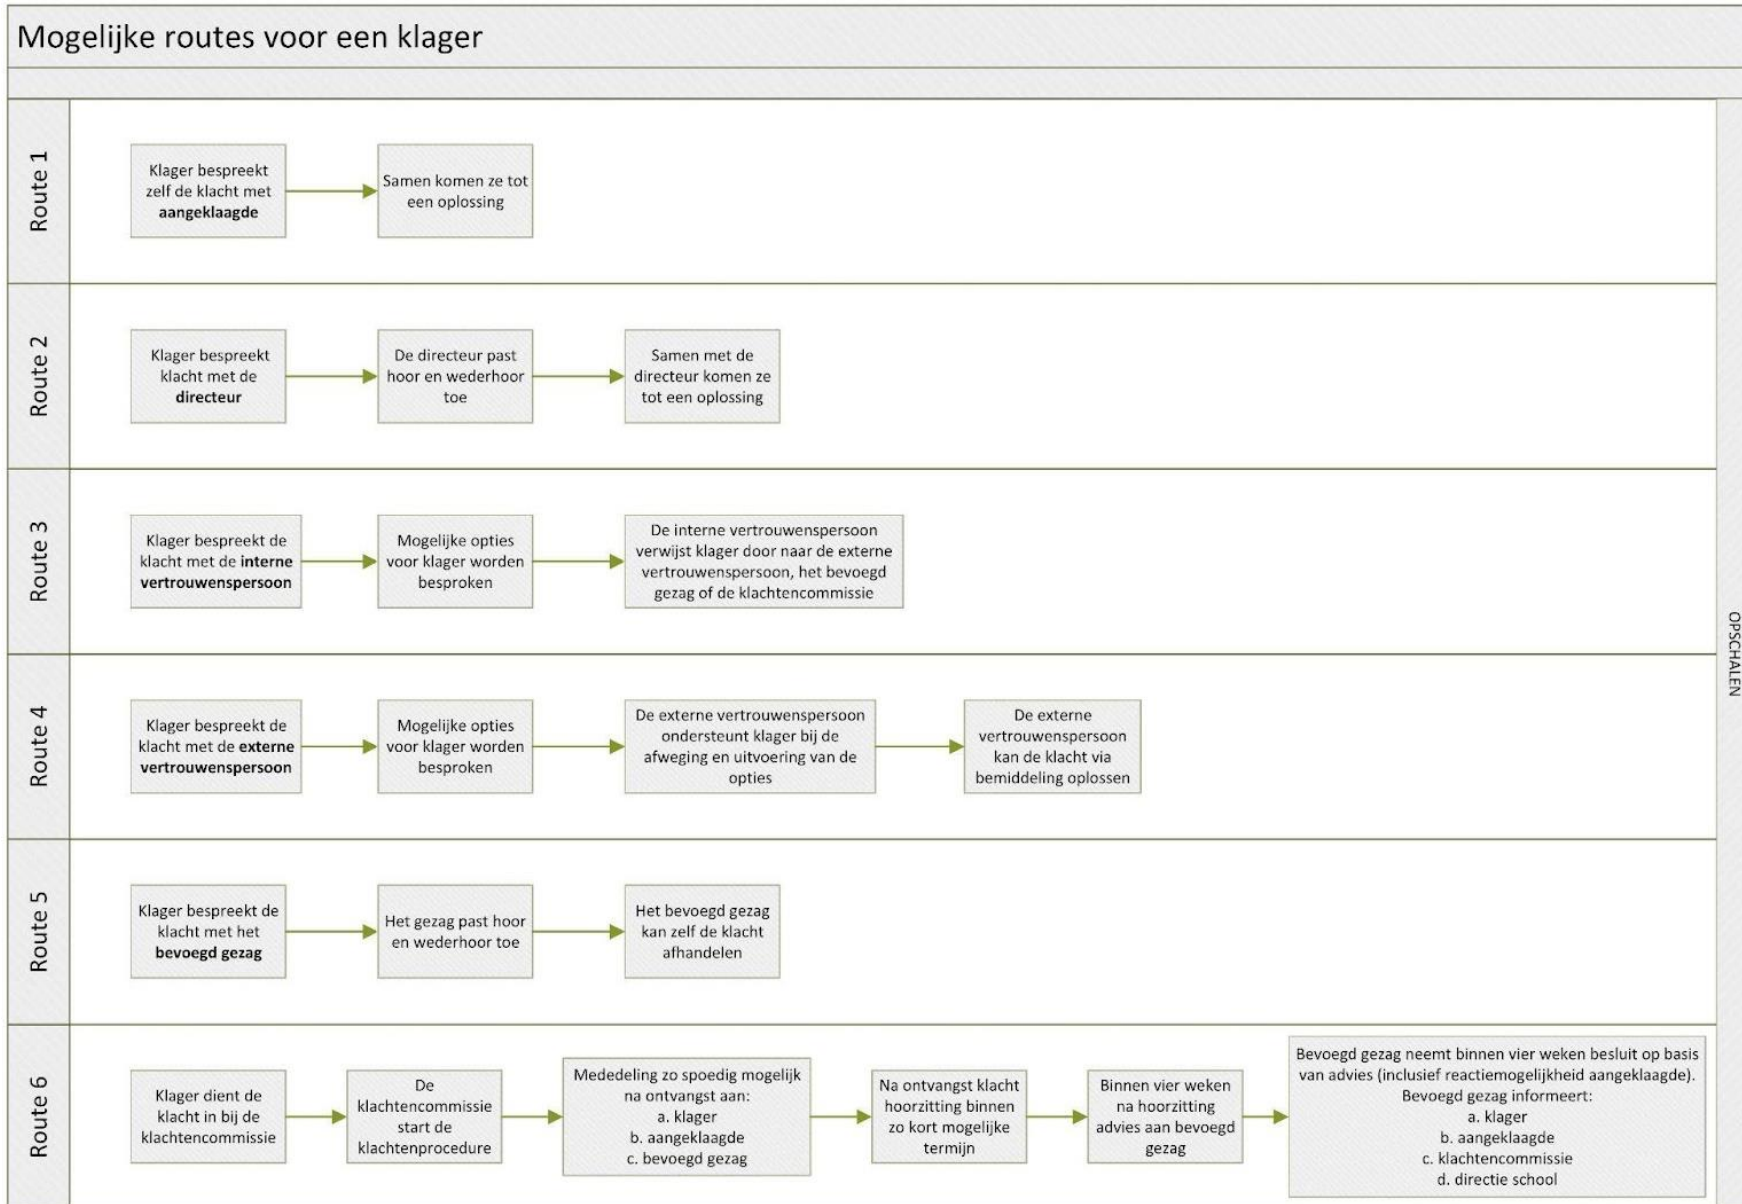 Mogelijke routes voor een klager
OPSCHALEN
Route 1
Klager bespreekt
zelf de klacht met
aangeklaagde
Samen komen ze tot
een oplossing
Route 2
Klager bespreekt
klacht met de
directeur
De directeur past
hoor en wederhoor
toe
Samen met de
directeur komen ze
tot een oplossing
Route 3
Klager bespreekt de
klacht met de interne
vertrouwenspersoon
Mogelijke opties
voor klager worden
besproken
De interne vertrouwenspersoon
verwijst klager door naar de externe
vertrouwenspersoon, het bevoegd
gezag of de klachtencommissie
Route 4
Klager bespreekt de
klacht met de externe
vertrouwenspersoon
Mogelijke opties
voor klager worden
besproken
De externe vertrouwenspersoon
ondersteunt klager bij de
afweging en uitvoering van de
opties
De externe
vertrouwenspersoon
kan de klacht via
bemiddeling oplossen
Route 5
Klager bespreekt de
klacht met het
bevoegd gezag
Het gezag past hoor
en wederhoor toe
Het bevoegd gezag
kan zelf de klacht
afhandelen
Route 6
Klager dient de
klacht in bij de
klachtencommissie
De
klachtencommissie
start de
klachtenprocedure
Mededeling zo spoedig mogelijk
na ontvangst aan:
a. klager
b. aangeklaagde
c. bevoegd gezag
Na ontvangst klacht
hoorzitting binnen
zo kort mogelijke
termijn
Binnen vier weken
na hoorzitting
advies aan bevoegd
gezag
Bevoegd gezag neemt binnen vier weken besluit op basis
van advies (inclusief reactiemogelijkheid aangeklaagde).
Bevoegd gezag informeert:
a. klager
b. aangeklaagde
c. klachtencommissie
d. directie school